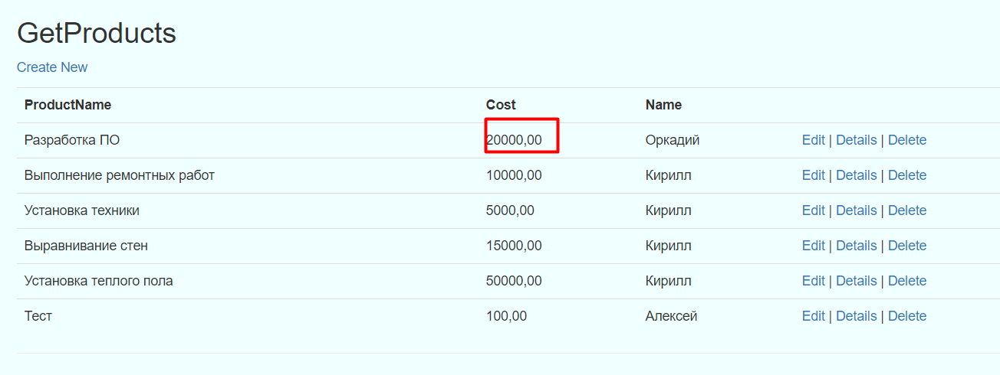 GetProducts
Create New
ProductName Cost Name
Разработка ПО 20000,00 Оркадий Edit | Details | Delete
Выполнение ремонтных работ 10000,00 Кирилл Edit | Details | Delete
Установка техники 5000,00 Кирилл Edit | Details | Delete
Выравнивание стен 15000,00 Кирилл Edit | Details | Delete
Установка теплого пола 50000,00 Кирилл Edit | Details | Delete
Тест 100,00 Алексей Edit | Details | Delete